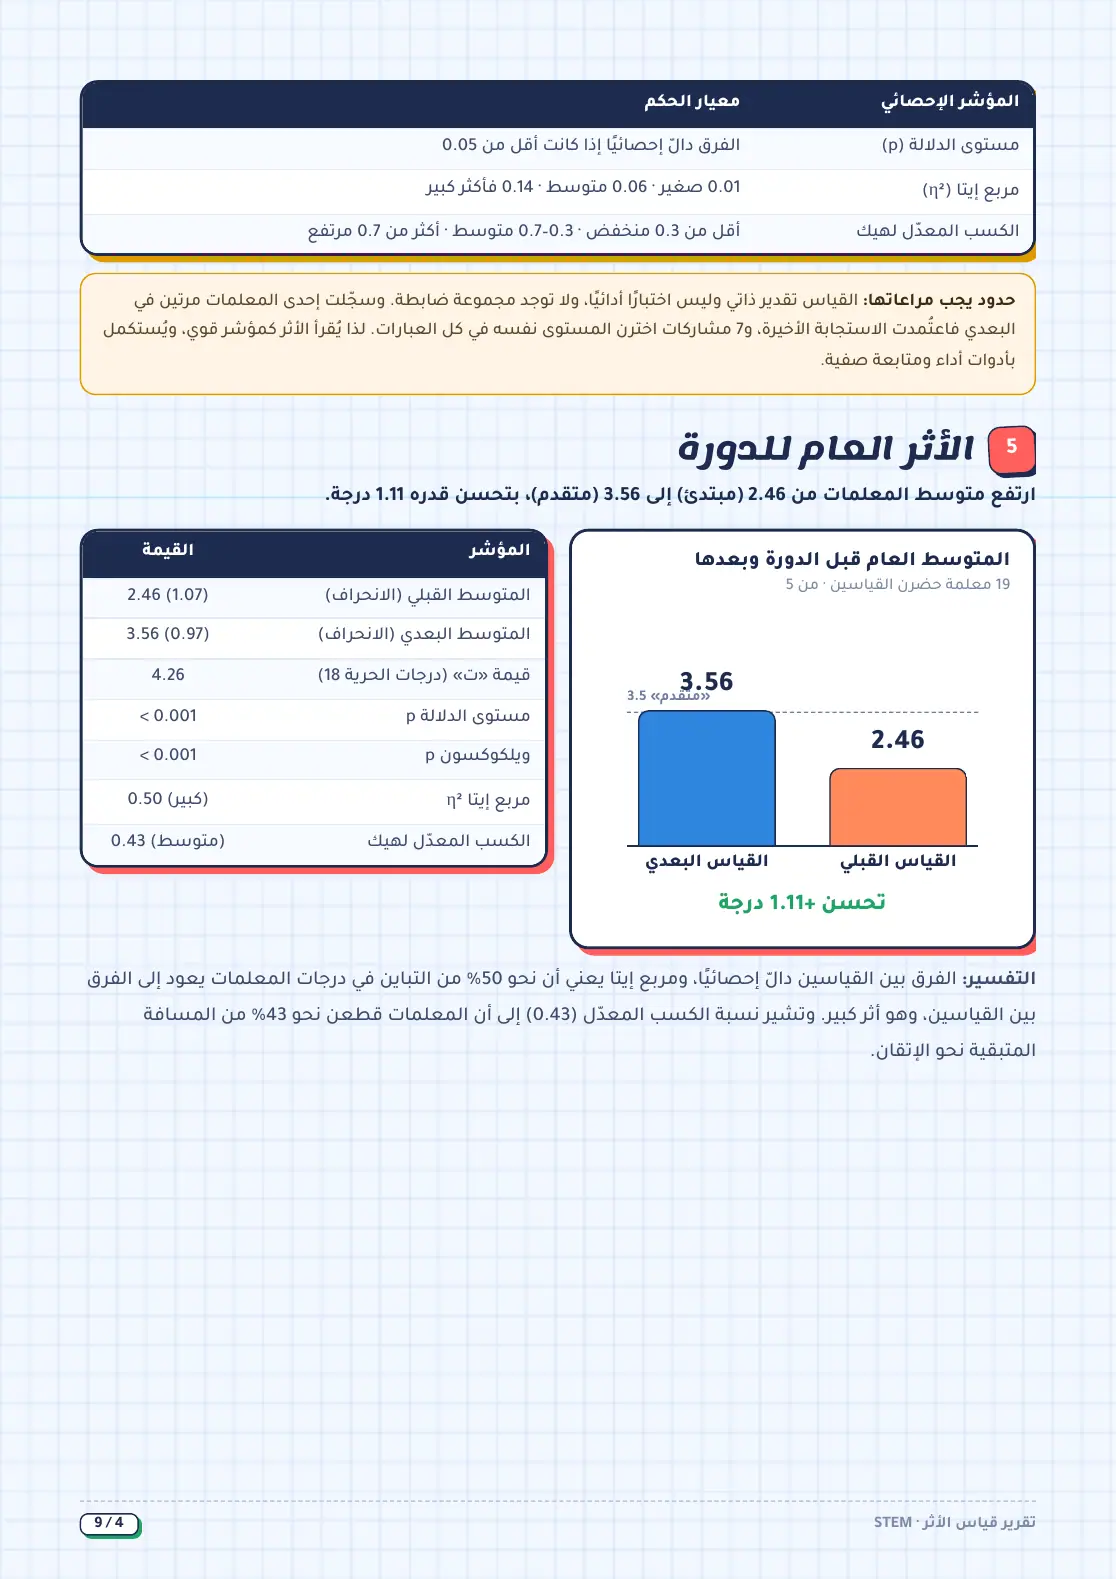 المؤشر الإحصائي	معيار الحكم
مستوى الدلالة (p)	الفرق دالّ إحصائيًا إذا كانت أقل من 0.05
مربع إيتا (η²)	0.01 صغير · 0.06 متوسط · 0.14 فأكثر كبير
الكسب المعدّل لهيك	أقل من 0.3 منخفض · 0.3–0.7 متوسط · أكثر من 0.7 مرتفع
حدود يجب مراعاتها: القياس تقدير ذاتي وليس اختبارًا أدائيًا، ولا توجد مجموعة ضابطة. وسجّلت إحدى المعلمات مرتين في
البعدي فاعتُمدت الاستجابة الأخيرة، و7 مشاركات اخترن المستوى نفسه في كل العبارات. لذا يُقرأ الأثر كمؤشر قوي، ويُستكمل
بأدوات أداء ومتابعة صفية.
5 الأثر العام للدورة
ارتفع متوسط المعلمات من 2.46 (مبتدئ) إلى 3.56 (متقدم)، بتحسن قدره 1.11 درجة.
المتوسط العام قبل الدورة وبعدها
19 معلمة حضرن القياسين · من 5
3.56
«متقدم» 3.5
2.46
القياس القبلي	القياس البعدي
تحسن +1.11 درجة
المؤشر	القيمة
المتوسط القبلي (الانحراف)	2.46 (1.07)
المتوسط البعدي (الانحراف)	3.56 (0.97)
قيمة «ت» (درجات الحرية 18)	4.26
مستوى الدلالة p	< 0.001
ويلكوكسون p	< 0.001
مربع إيتا η²	0.50 (كبير)
الكسب المعدّل لهيك	0.43 (متوسط)
التفسير: الفرق بين القياسين دالّ إحصائيًا، ومربع إيتا يعني أن نحو 50% من التباين في درجات المعلمات يعود إلى الفرق
بين القياسين، وهو أثر كبير. وتشير نسبة الكسب المعدّل (0.43) إلى أن المعلمات قطعن نحو 43% من المسافة
المتبقية نحو الإتقان.
تقرير قياس الأثر · STEM
9 / 4